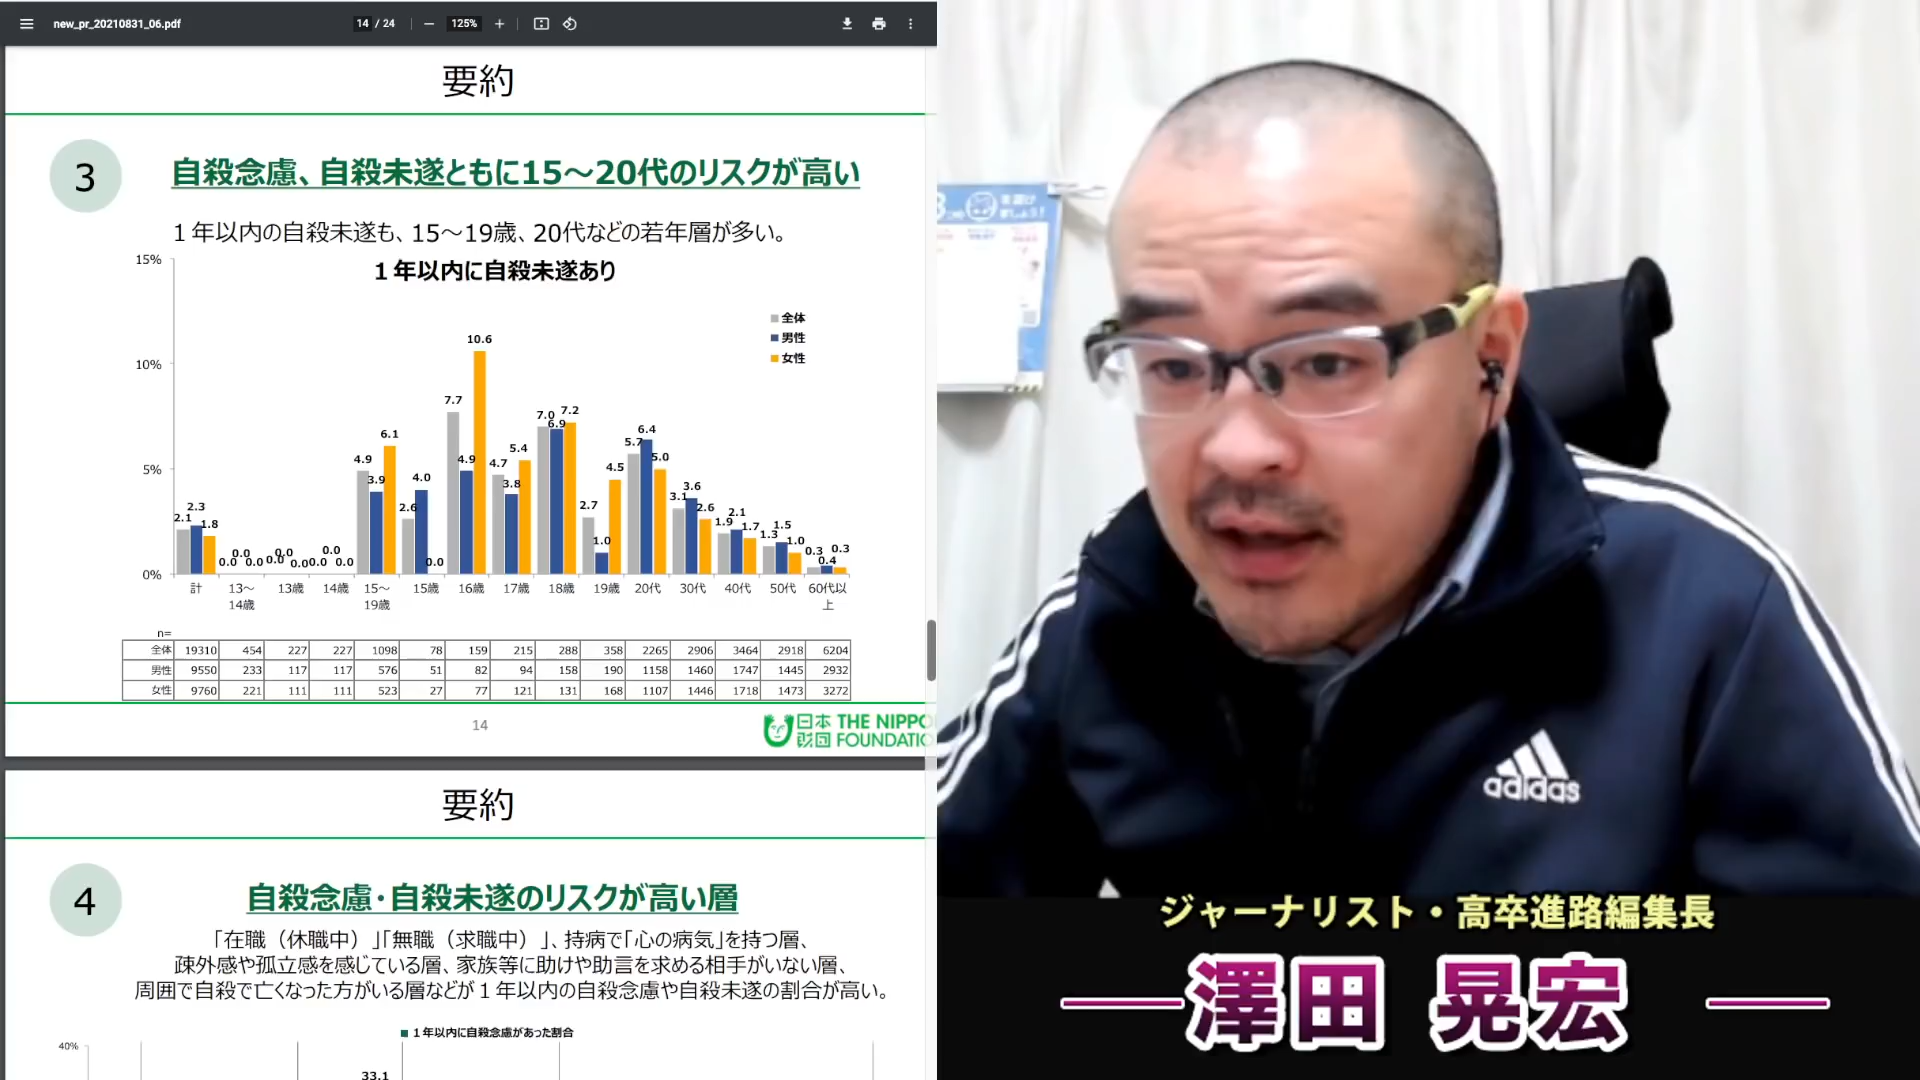 new_pr_20210831_06.pdf
14 / 24
125%
要約
3
自殺念慮、自殺未遂ともに15～20代のリスクが高い
１年以内の自殺未遂も、15～19歳、20代などの若年層が多い。
１年以内に自殺未遂あり
15%
10%
5%
0%
全体
男性
女性
2.1 2.3 1.8
0.0 0.0 0.0
0.0 0.0 0.0
0.0 0.0 0.0
4.9 3.9 6.1
2.6 4.0 0.0
7.7 4.9 10.6
4.7 3.8 5.4
7.0 6.9 7.2
2.7 1.0 4.5
5.7 6.4 5.0
3.1 3.6 2.6
1.9 2.1 1.7
1.3 1.5 1.0
0.3 0.4 0.3
計 13～14歳 13歳 14歳 15～19歳 15歳 16歳 17歳 18歳 19歳 20代 30代 40代 50代 60代以上
n=
全体 19310 454 227 227 1098 78 159 215 288 358 2265 2906 3464 2918 6204
男性 9550 233 117 117 576 51 82 94 158 190 1158 1460 1747 1445 2932
女性 9760 221 111 111 523 27 77 121 131 168 1107 1446 1718 1473 3272
14
日本財団 THE NIPPO
FOUNDATIO
要約
4
自殺念慮・自殺未遂のリスクが高い層
「在職（休職中）」「無職（求職中）」、持病で「心の病気」を持つ層、
疎外感や孤立感を感じている層、家族等に助けや助言を求める相手がいない層、
周囲で自殺で亡くなった方がいる層などが１年以内の自殺念慮や自殺未遂の割合が高い。
１年以内に自殺念慮があった割合
40%
33.1
adidas
ジャーナリスト・高卒進路編集長
澤田 晃宏